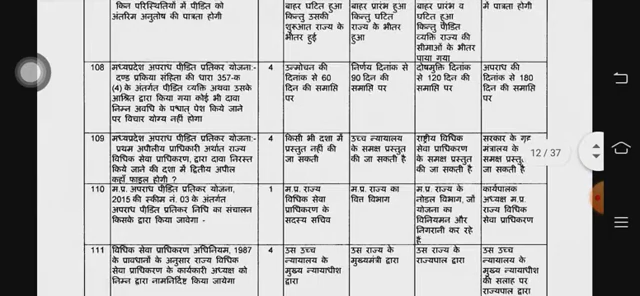 किन परिस्थितियों में पीडित को
अंतरिम अनुतोष की पात्रता होगी
बाहर घटित हुआ
किन्तु उसकी
शुरूआत राज्य के
भीतर हुई
बाहर प्रारंभ हुआ
किन्तु घटित
राज्य के भीतर
हुआ
बाहर प्रारंभ व
घटित हुआ
किन्तु पीडित
व्यक्ति राज्य की
सीमाओं के भीतर
पाया गया
में पात्रता होगी
108
मध्यप्रदेश अपराध पीडित प्रतिकर योजना:-
दण्ड प्रकिया संहिता की धारा 357-क
(4) के अंतर्गत पीडित व्यक्ति अथवा उसके
आश्रित द्वारा किया गया कोई भी दावा
निम्न अवधि के पश्चात् पेश किये जाने
पर विचार योग्य नहीं होगा
4
उन्मोचन की
दिनांक से 60
दिन की समाप्ति
पर
निर्णय दिनांक से
90 दिन की
समाप्ति पर
दोषमुक्ति दिनांक
से 120 दिन की
समाप्ति पर
अपराध की
दिनांक से 180
दिन की समाप्ति
पर
109
मध्यप्रदेश अपराध पीडित प्रतिकर योजना:-
प्रथम अपीलीय प्राधिकारी अर्थात राज्य
विधिक सेवा प्राधिकरण, द्वारा दावा निरस्त
किये जाने की दशा में द्वितीय अपील
कहाँ फाइल होगी ?
4
किसी भी दशा में
प्रस्तुत नहीं की
जा सकती
उच्च न्यायालय
के समक्ष प्रस्तुत
की जा सकती है
राष्ट्रीय विधिक
सेवा प्राधिकरण
के समक्ष प्रस्तुत
की जा सकती है
सरकार के गृह
मंत्रालय के
समक्ष प्रस्तु
जा सकती है
12 / 37
110
म.प्र. अपराध पीडित प्रतिकर योजना,
2015 की स्कीम नं. 03 के अंतर्गत
अपराध पीडित प्रतिकर निधि का संचालन
किसके द्वारा किया जावेगा -
1
म.प्र. राज्य
विधिक सेवा
प्राधिकरण के
सदस्य सचिव
म.प्र. राज्य का
वित्त विभाग
म.प्र. राज्य के
नोडल विभाग, जो
योजना का
विनियमन और
निगरानी कर रहे
हैं
कार्यपालक
अध्यक्ष म.प्र.
राज्य विधिक
सेवा प्राधिकरण
111
विधिक सेवा प्राधिकरण अधिनियम, 1987
के प्रावधानों के अनुसार राज्य विधिक
सेवा प्राधिकरण के कार्यकारी अध्यक्ष को
निम्न द्वारा नामनिर्दिष्ट किया जायेगा
4
उस उच्च
न्यायालय के
मुख्य न्यायाधीश
द्वारा
उस राज्य के
मुख्यमंत्री द्वारा
उस राज्य के
राज्यपाल द्वारा
उस उच्च
न्यायालय के
मुख्य न्यायाधीश
की सलाह पर
राज्यपाल द्वारा